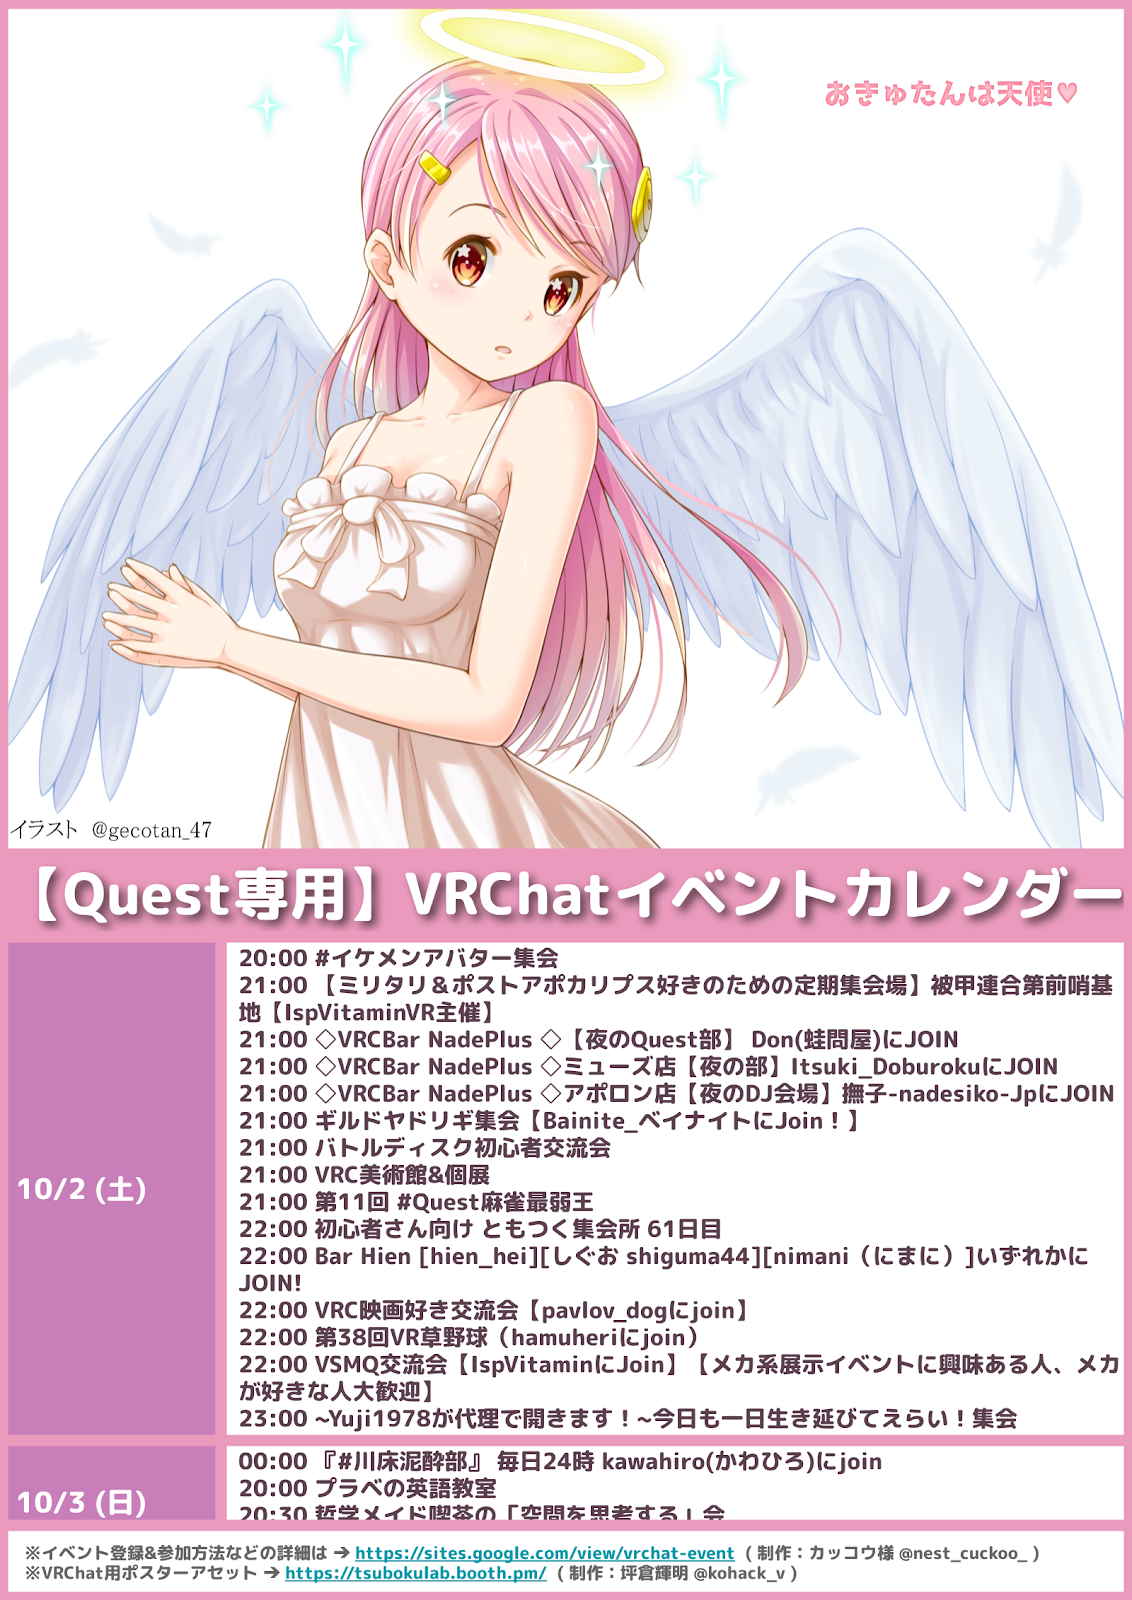 おきゅたんは天使♥
イラスト @gecotan_47
【Quest専用】VRChatイベントカレンダー
10/2 (土)
20:00 #イケメンアバター集会
21:00 【ミリタリ＆ポストアポカリプス好きのための定期集会場】被甲連合第前哨基
地【IspVitaminVR主催】
21:00 ◇VRCBar NadePlus ◇【夜のQuest部】 Don(蛙問屋)にJOIN
21:00 ◇VRCBar NadePlus ◇ミューズ店【夜の部】Itsuki_DoburokuにJOIN
21:00 ◇VRCBar NadePlus ◇アポロン店【夜のDJ会場】撫子-nadesiko-JpにJOIN
21:00 ギルドヤドリギ集会【Bainite_ベイナイトにJoin！】
21:00 バトルディスク初心者交流会
21:00 VRC美術館&個展
21:00 第11回 #Quest麻雀最弱王
22:00 初心者さん向け ともつく集会所 61日目
22:00 Bar Hien [hien_hei][しぐお shiguma44][nimani（にまに）]いずれかに
JOIN!
22:00 VRC映画好き交流会【pavlov_dogにjoin】
22:00 第38回VR草野球（hamuheriにjoin）
22:00 VSMQ交流会【IspVitaminにJoin】【メカ系展示イベントに興味ある人、メカ
が好きな人大歓迎】
23:00 ~Yuji1978が代理で開きます！~今日も一日生き延びてえらい！集会
10/3 (日)
00:00 『#川床泥酔部』 毎日24時 kawahiro(かわひろ)にjoin
20:00 プラベの英語教室
20:30 哲学メイド喫茶の「空間を思考する」会
※イベント登録&参加方法などの詳細は ➔ https://sites.google.com/view/vrchat-event ( 制作：カッコウ様 @nest_cuckoo_ )
※VRChat用ポスターアセット ➔ https://tsubokulab.booth.pm/ ( 制作：坪倉輝明 @kohack_v )